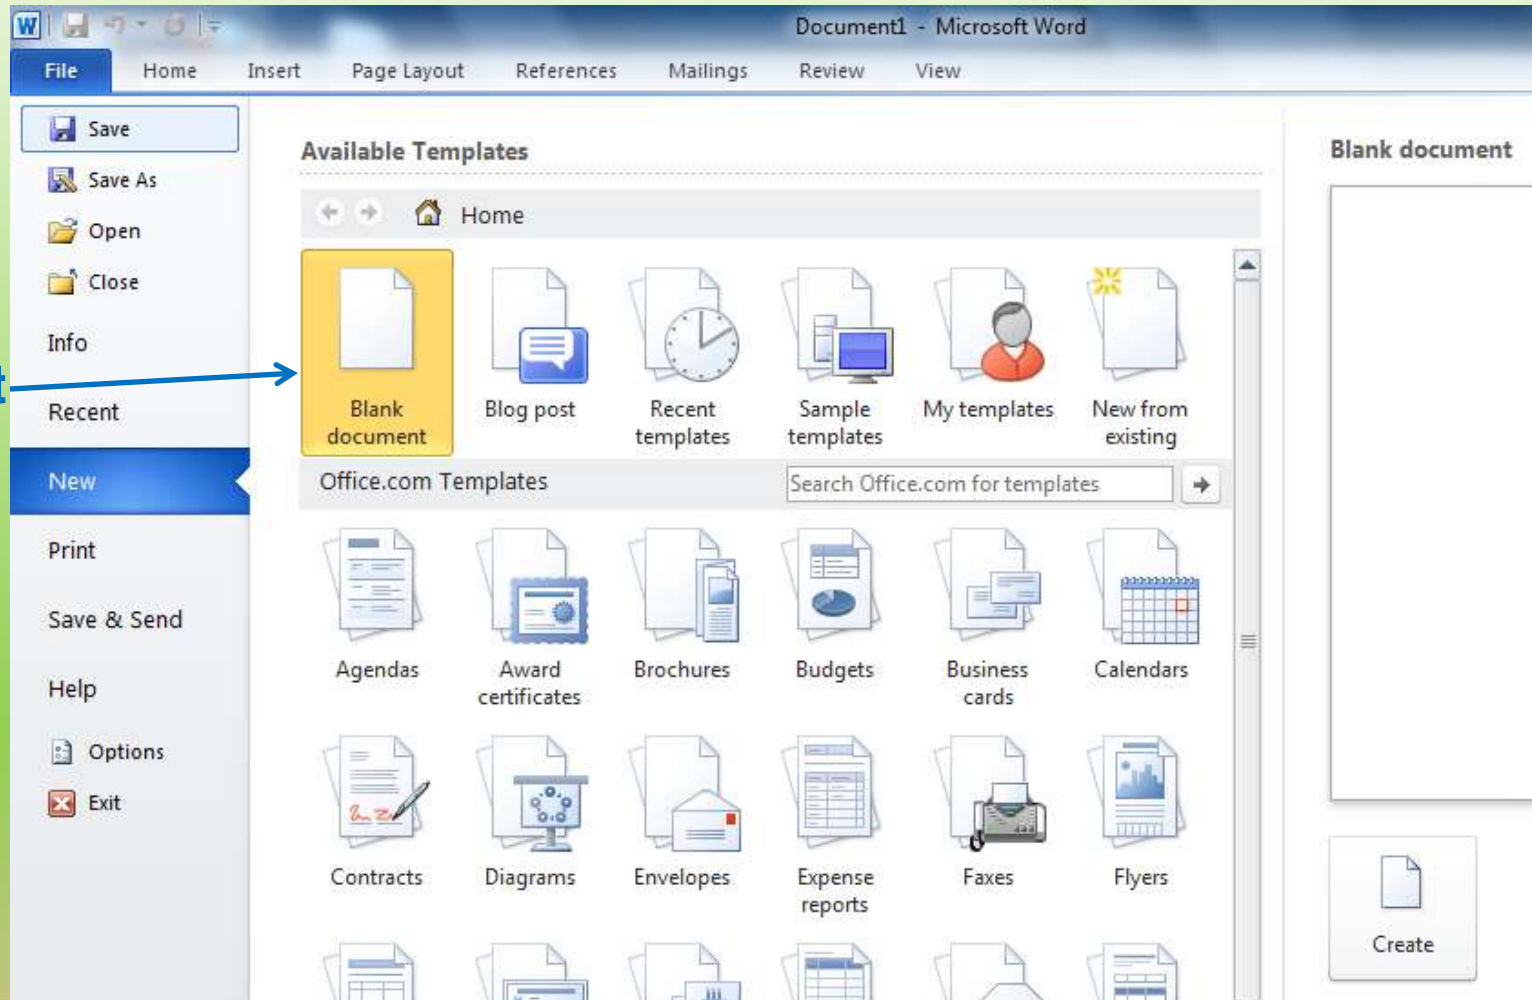 Document1 - Microsoft Word
File Home Insert Page Layout References Mailings Review View
Save
Save As
Open
Close
Info
Recent
New
Print
Save & Send
Help
Options
Exit
Available Templates
Home
Blank document
Blog post
Recent templates
Sample templates
My templates
New from existing
Office.com Templates
Search Office.com for templates
Agendas
Award certificates
Brochures
Budgets
Business cards
Calendars
Contracts
Diagrams
Envelopes
Expense reports
Faxes
Flyers
Blank document
Create